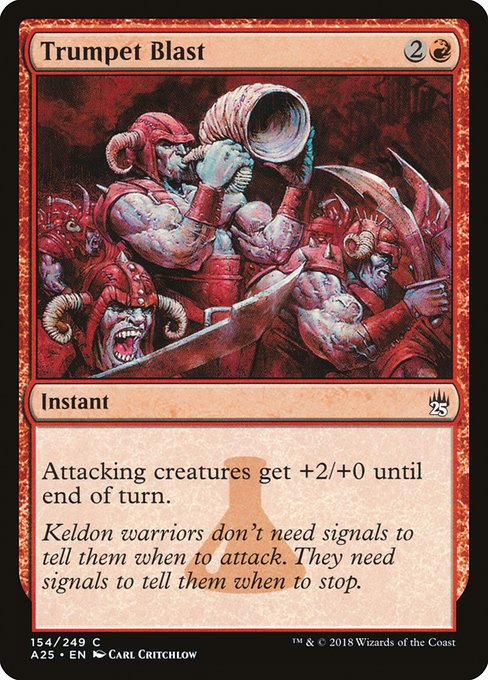 Trumpet Blast 2
Instant
25
Attacking creatures get +2/+0 until
end of turn.
Keldon warriors don't need signals to
tell them when to attack. They need
signals to tell them when to stop.
154/249 C
A25 • EN Carl Critchlow
™ & © 2018 Wizards of the Coast